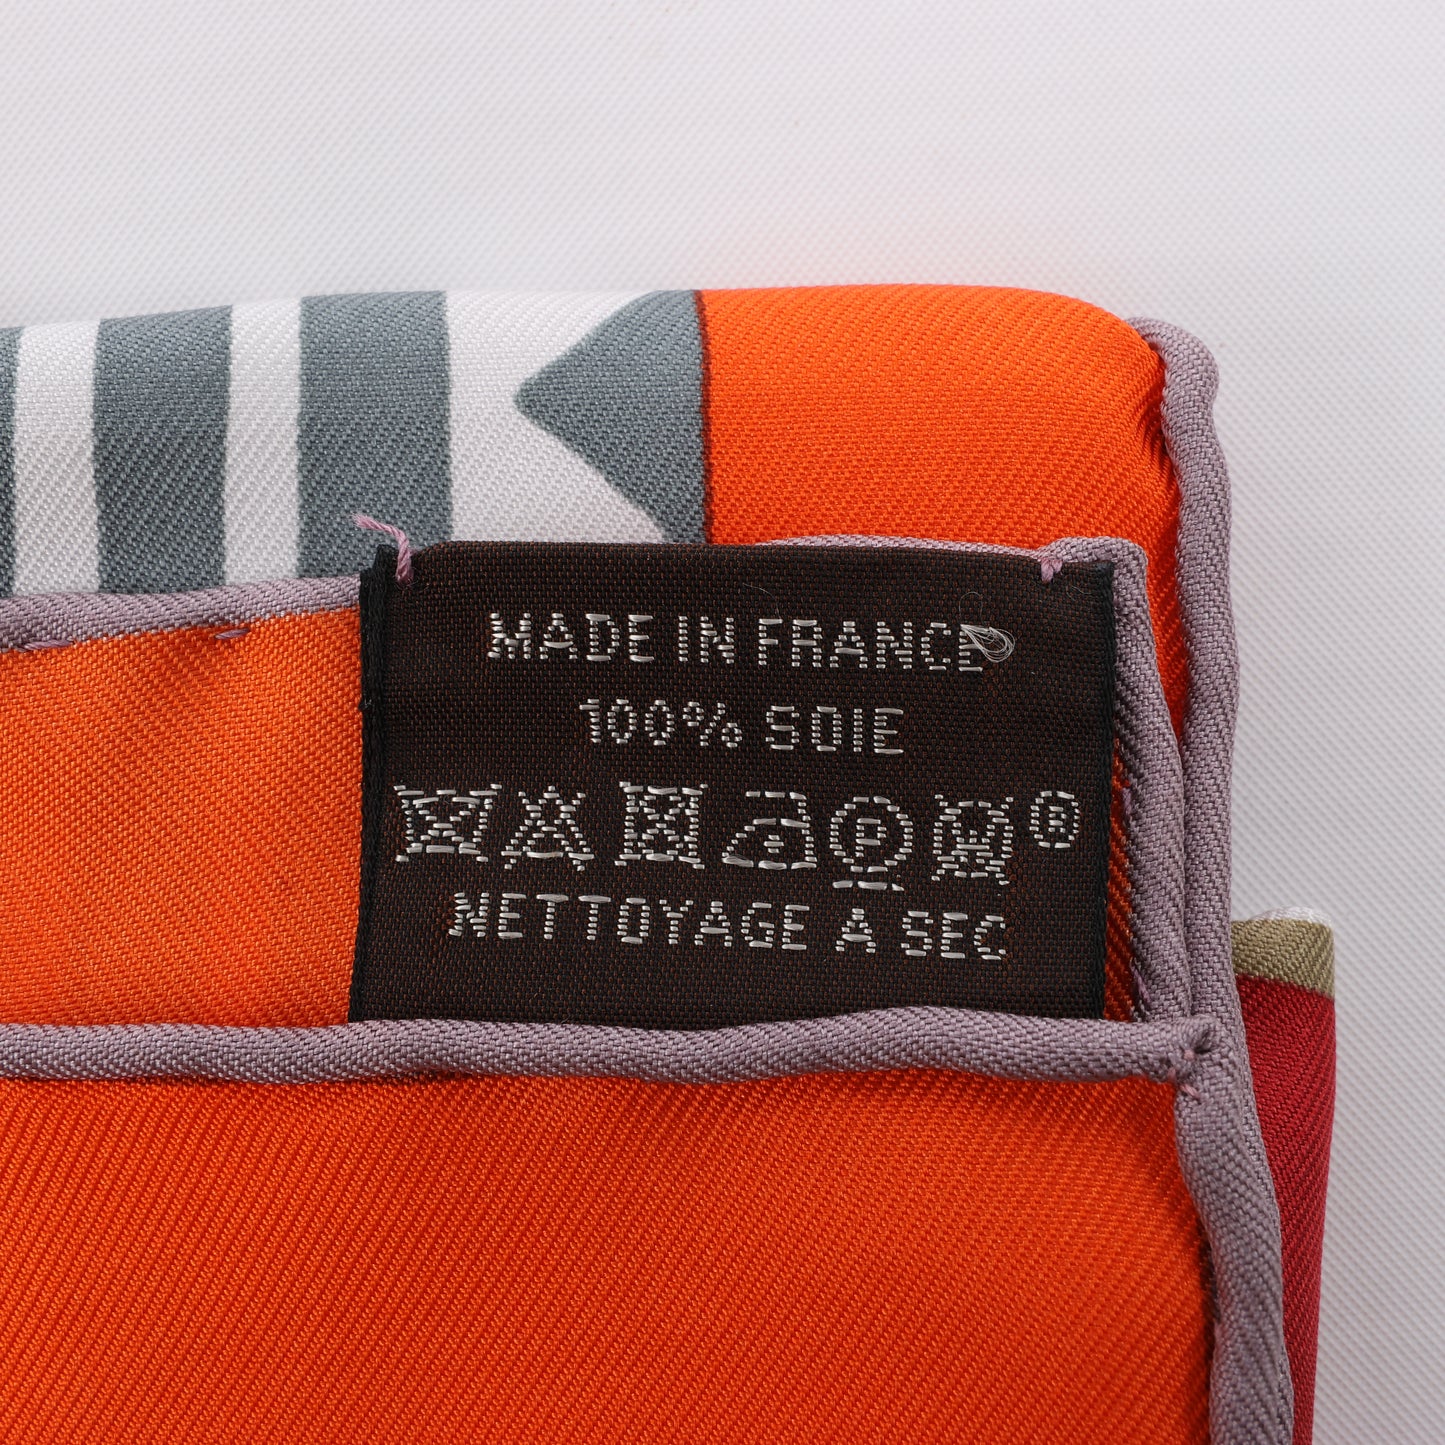 MADE IN FRANCE
100% SOIE
P W ®
NETTOYAGE A SEC